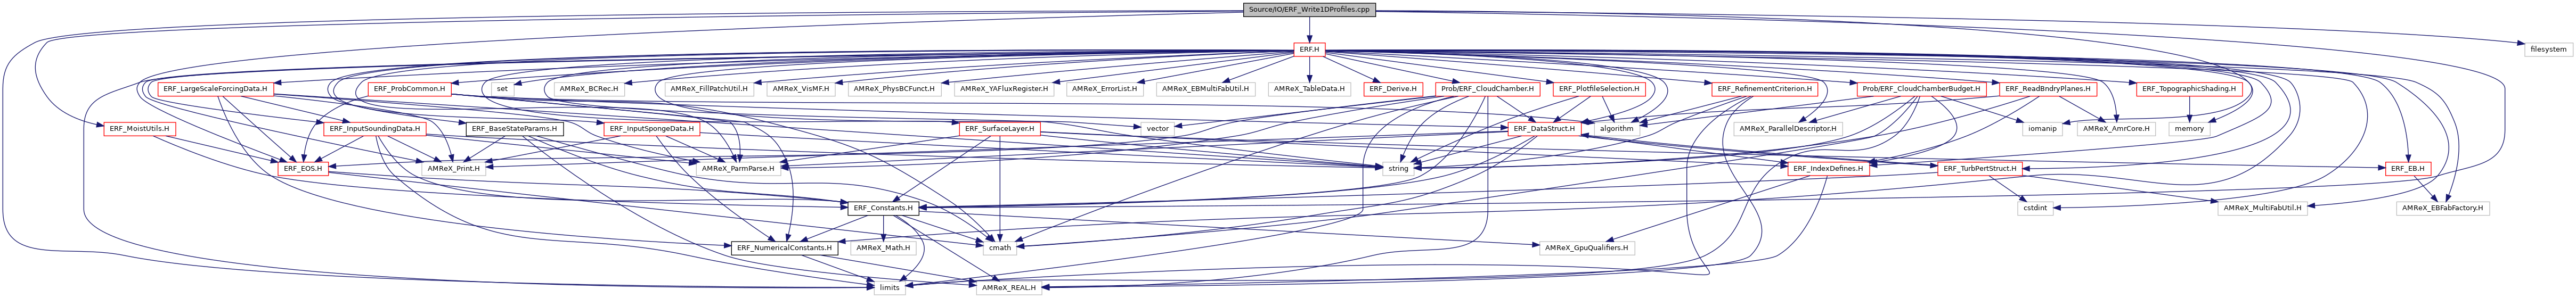 Source/IO/ERF_Write1DProfiles.cpp
ERF.H
filesystem
ERF_LargeScaleForcingData.H
ERF_ProbCommon.H
set
AMReX_BCRec.H
AMReX_FillPatchUtil.H
AMReX_VisMF.H
AMReX_PhysBCFunct.H
AMReX_YAFluxRegister.H
AMReX_ErrorList.H
AMReX_EBMultiFabUtil.H
AMReX_TableData.H
ERF_Derive.H
Prob/ERF_CloudChamber.H
ERF_PlotfileSelection.H
ERF_RefinementCriterion.H
Prob/ERF_CloudChamberBudget.H
ERF_ReadBndryPlanes.H
ERF_TopographicShading.H
ERF_MoistUtils.H
ERF_InputSoundingData.H
ERF_BaseStateParams.H
ERF_InputSpongeData.H
ERF_SurfaceLayer.H
vector
ERF_DataStruct.H
algorithm
AMReX_ParallelDescriptor.H
iomanip
AMReX_AmrCore.H
memory
ERF_EOS.H
AMReX_Print.H
AMReX_ParmParse.H
string
ERF_IndexDefines.H
ERF_TurbPertStruct.H
ERF_EB.H
ERF_Constants.H
cstdint
AMReX_MultiFabUtil.H
AMReX_EBFabFactory.H
ERF_NumericalConstants.H
AMReX_Math.H
cmath
AMReX_GpuQualifiers.H
limits
AMReX_REAL.H